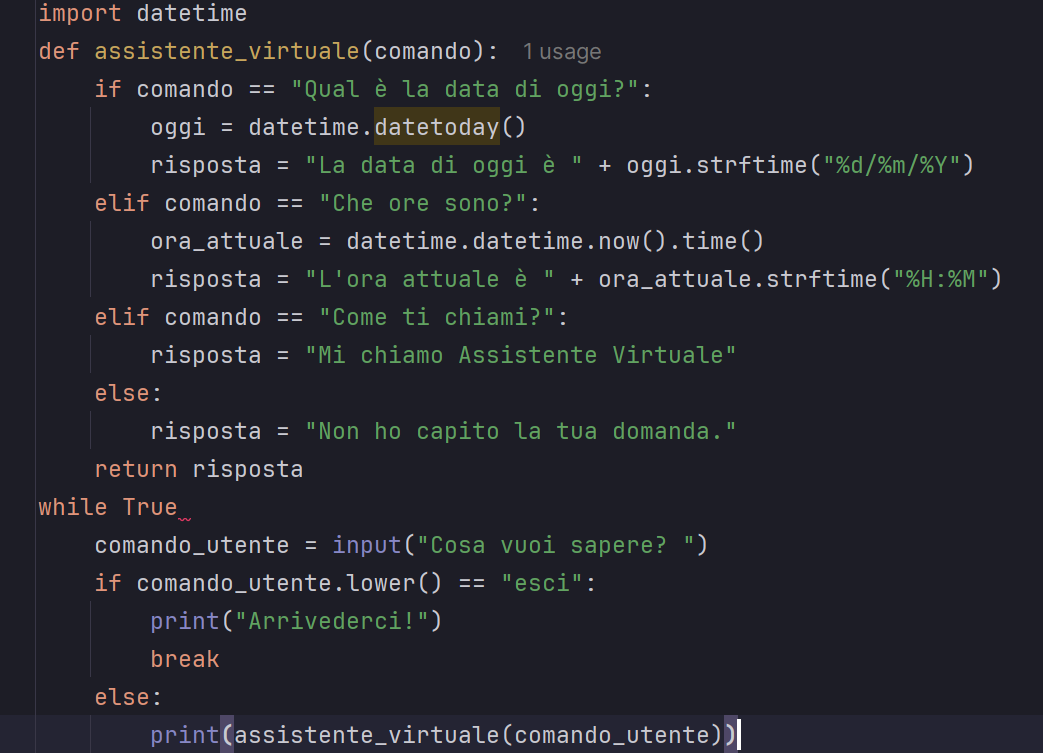 import datetime
def assistente_virtuale(comando):   1 usage
    if comando == "Qual è la data di oggi?":
        oggi = datetime.datetoday()
        risposta = "La data di oggi è " + oggi.strftime("%d/%m/%Y")
    elif comando == "Che ore sono?":
        ora_attuale = datetime.datetime.now().time()
        risposta = "L'ora attuale è " + ora_attuale.strftime("%H:%M")
    elif comando == "Come ti chiami?":
        risposta = "Mi chiamo Assistente Virtuale"
    else:
        risposta = "Non ho capito la tua domanda."
    return risposta
while True
    comando_utente = input("Cosa vuoi sapere? ")
    if comando_utente.lower() == "esci":
        print("Arrivederci!")
        break
    else:
        print(assistente_virtuale(comando_utente))